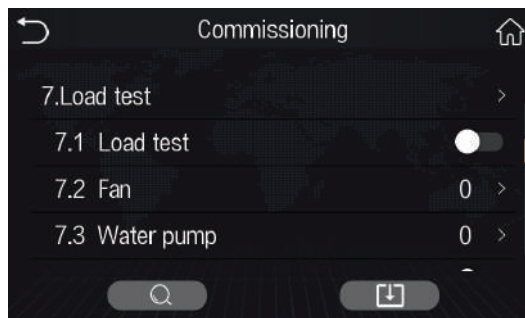 Commissioning
7.Load test >
7.1 Load test
7.2 Fan 0 >
7.3 Water pump 0 >